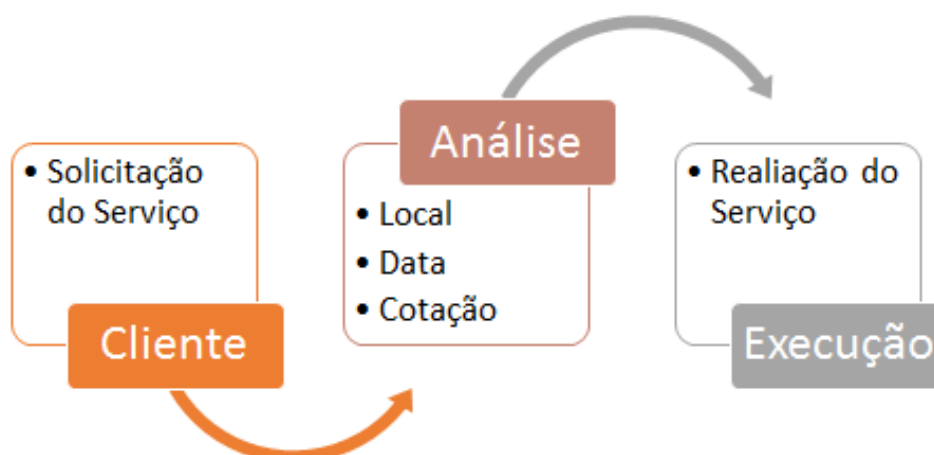 • Solicitação
do Serviço
Cliente
Análise
• Local
• Data
• Cotação
• Realiação do
Serviço
Execução